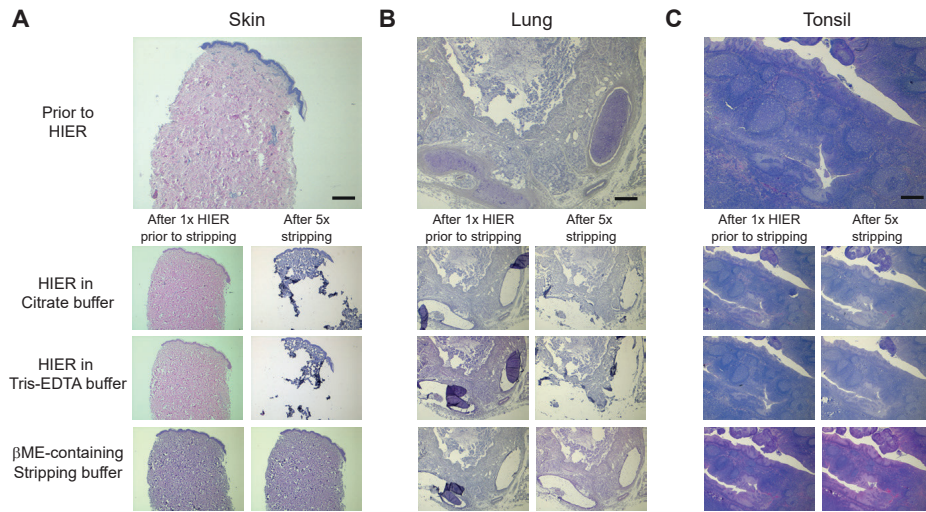 A Skin B Lung C Tonsil
Prior to
HIER
After 1x HIER After 5x After 1x HIER After 5x After 1x HIER After 5x
prior to stripping stripping prior to stripping stripping prior to stripping stripping
HIER in
Citrate buffer
HIER in
Tris-EDTA buffer
βME-containing
Stripping buffer